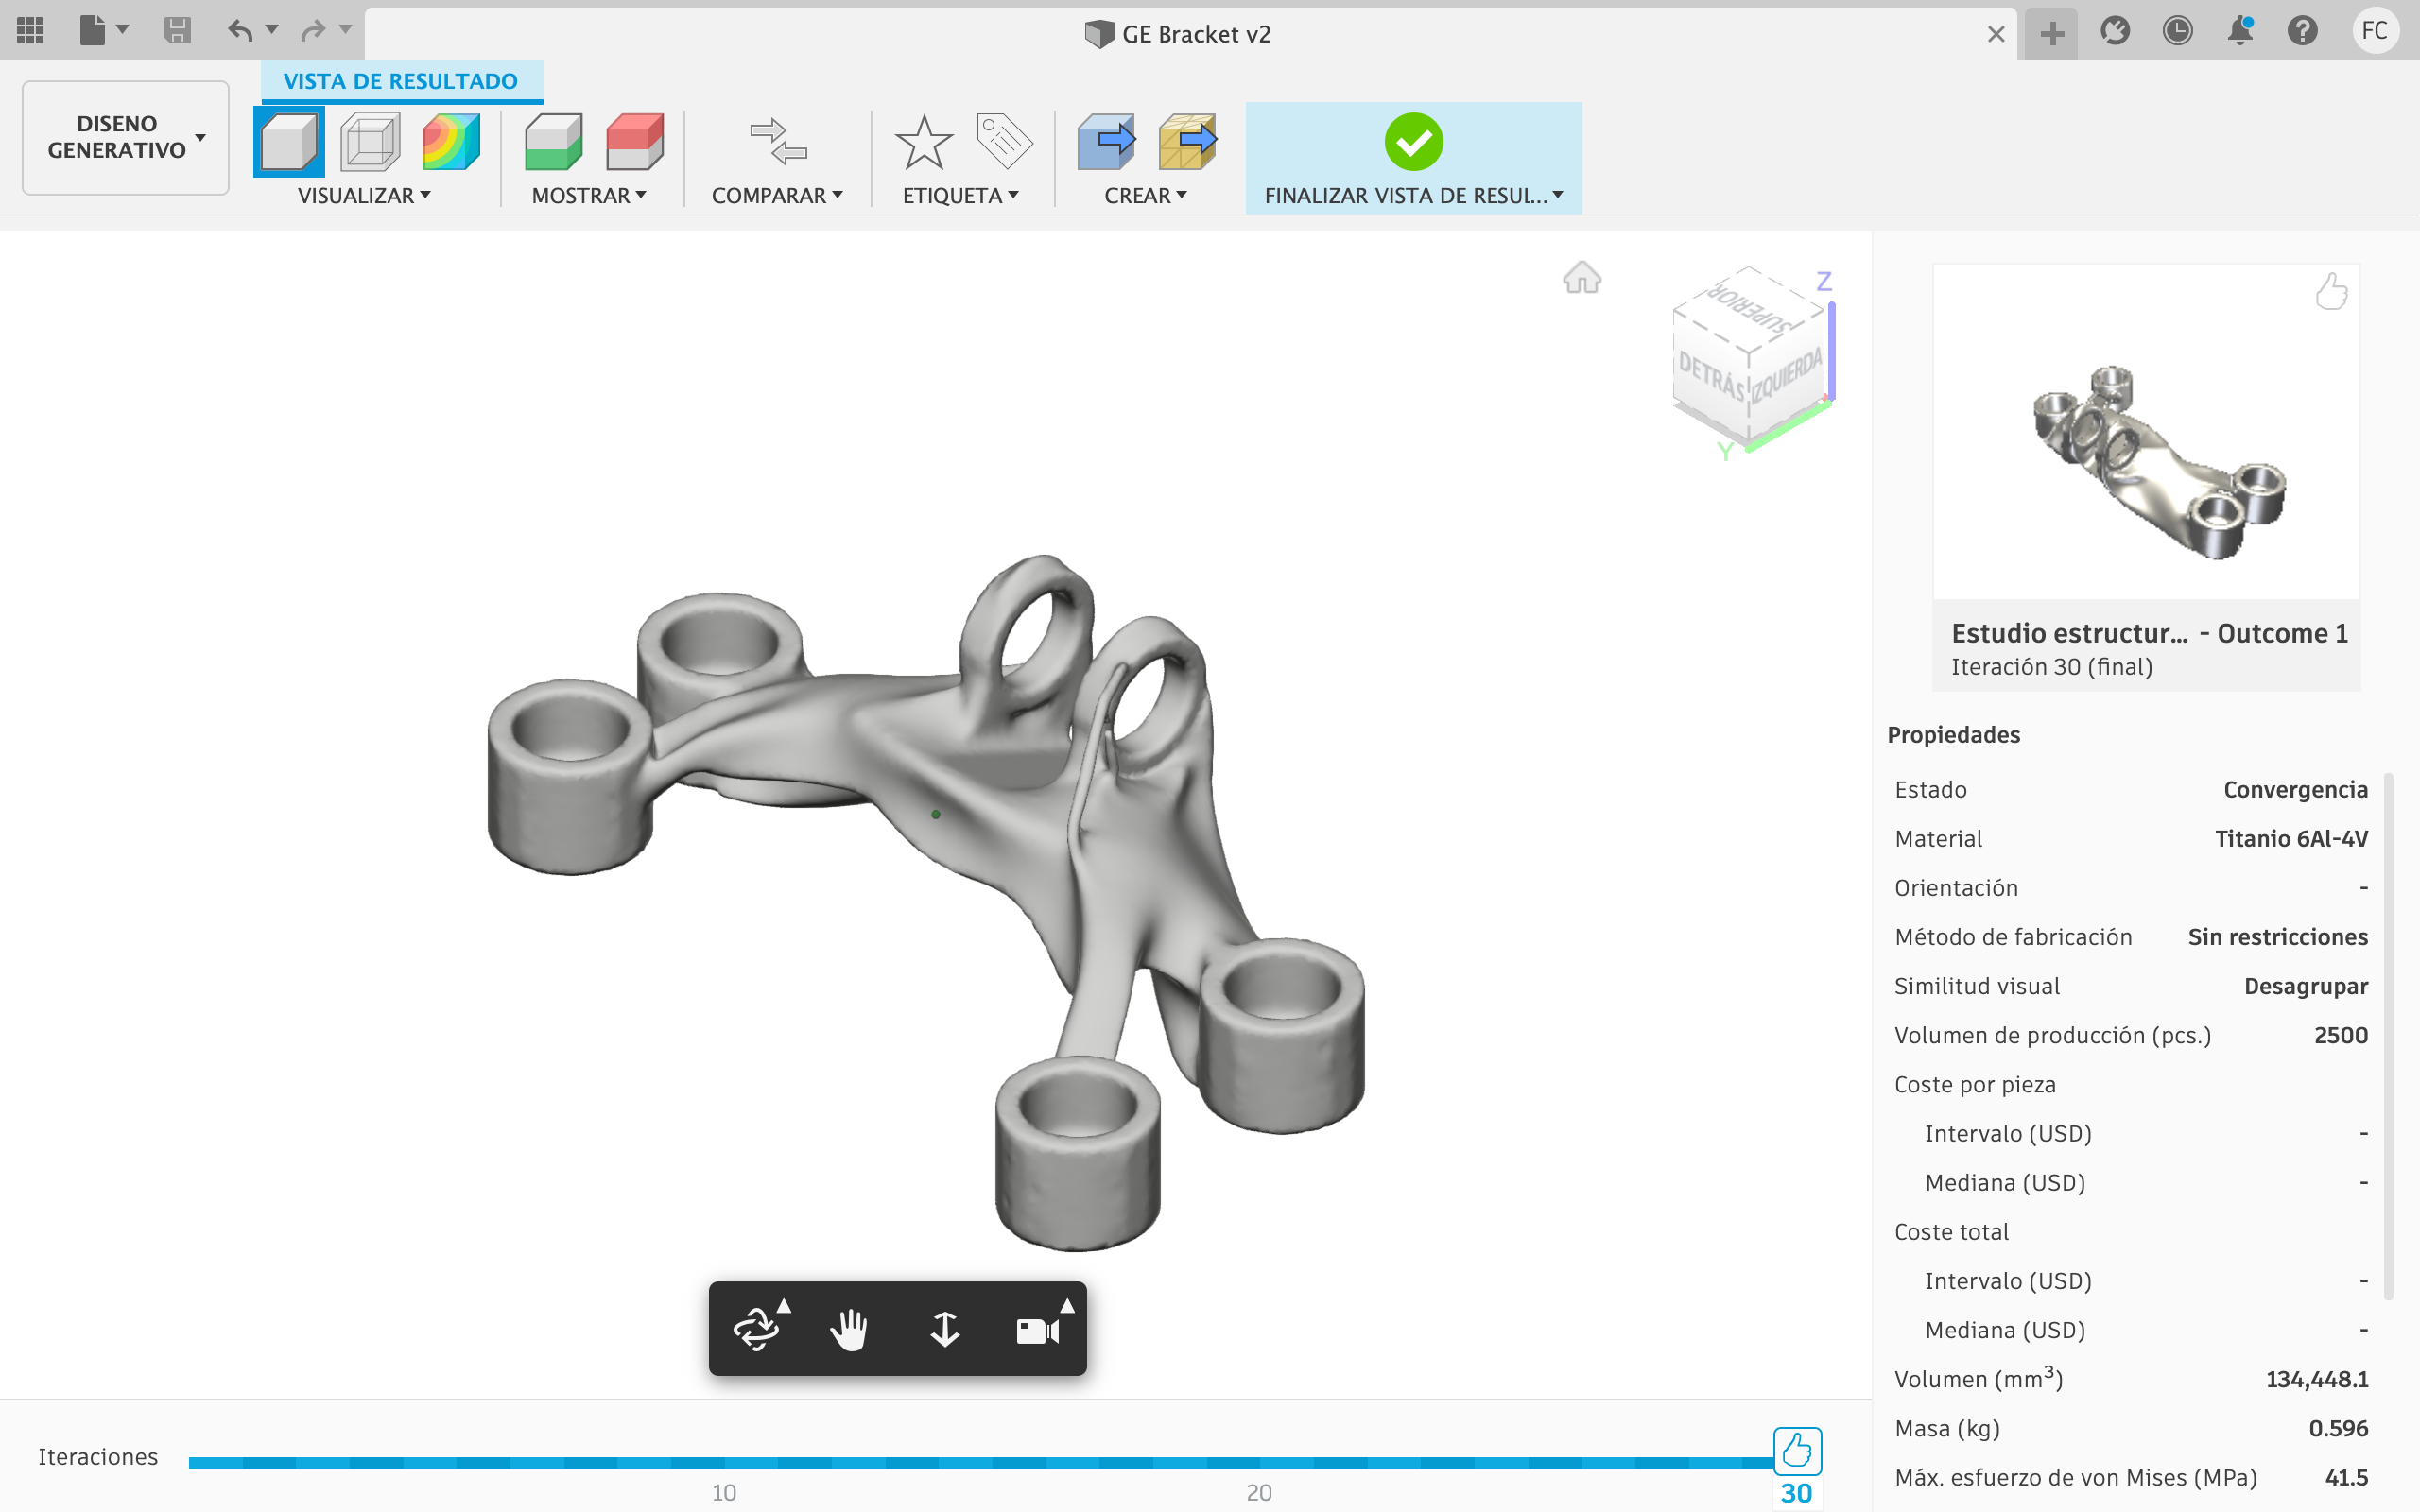 GE Bracket v2
FC
DISENO
GENERATIVO
VISTA DE RESULTADO
VISUALIZAR
MOSTRAR
COMPARAR
ETIQUETA
CREAR
FINALIZAR VISTA DE RESUL...
SUPERIOR
DETRÁS
IZQUIERDA
Z
Y
Estudio estructur... - Outcome 1
Iteración 30 (final)
Propiedades
Estado Convergencia
Material Titanio 6Al-4V
Orientación -
Método de fabricación Sin restricciones
Similitud visual Desagrupar
Volumen de producción (pcs.) 2500
Coste por pieza
Intervalo (USD) -
Mediana (USD) -
Coste total
Intervalo (USD) -
Mediana (USD) -
Volumen (mm³) 134,448.1
Masa (kg) 0.596
Máx. esfuerzo de von Mises (MPa) 41.5
Iteraciones
10
20
30